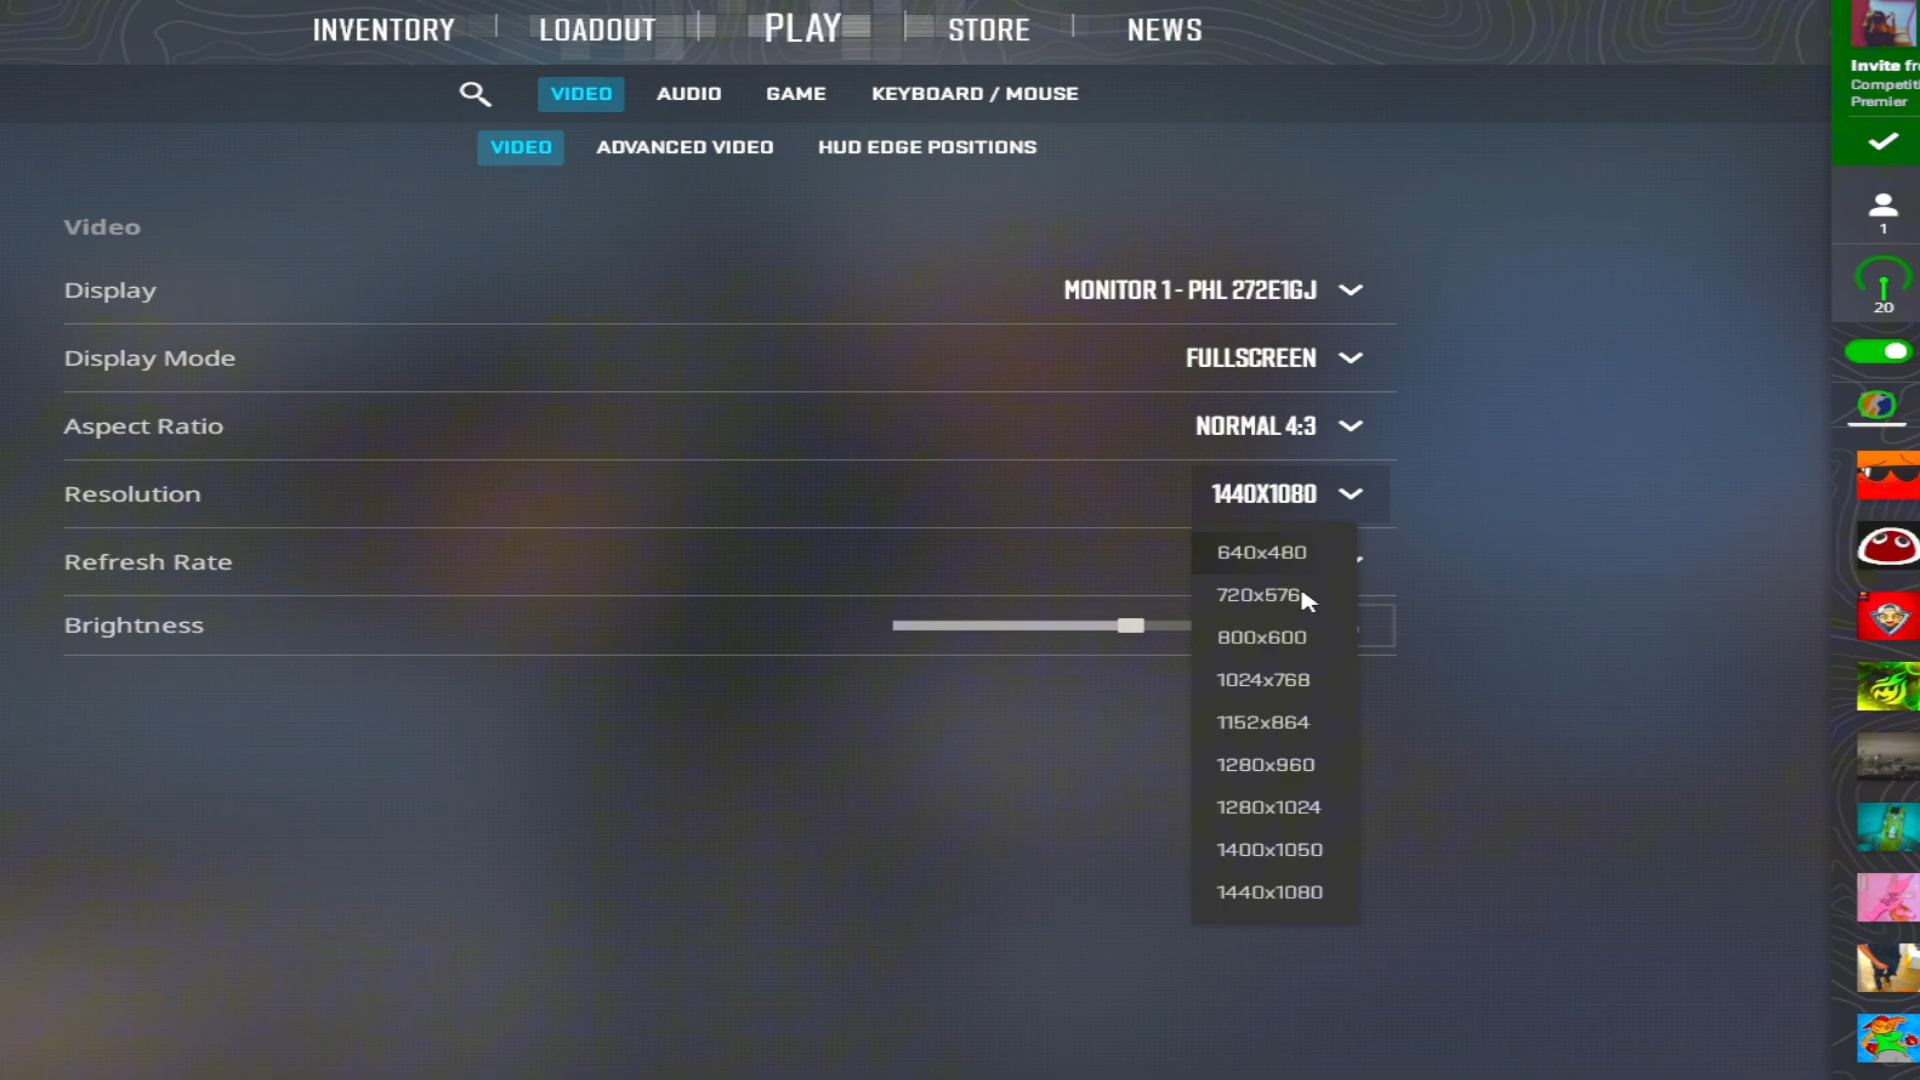 INVENTORY LOADOUT PLAY STORE NEWS
Invite
Competiti
Premier
VIDEO AUDIO GAME KEYBOARD / MOUSE
VIDEO ADVANCED VIDEO HUD EDGE POSITIONS
1
20
Video
Display MONITOR 1 - PHL 272E1GJ
Display Mode FULLSCREEN
Aspect Ratio NORMAL 4:3
Resolution 1440X1080
Refresh Rate
Brightness
640x480
720x576
800x600
1024x768
1152x864
1280x960
1280x1024
1400x1050
1440x1080